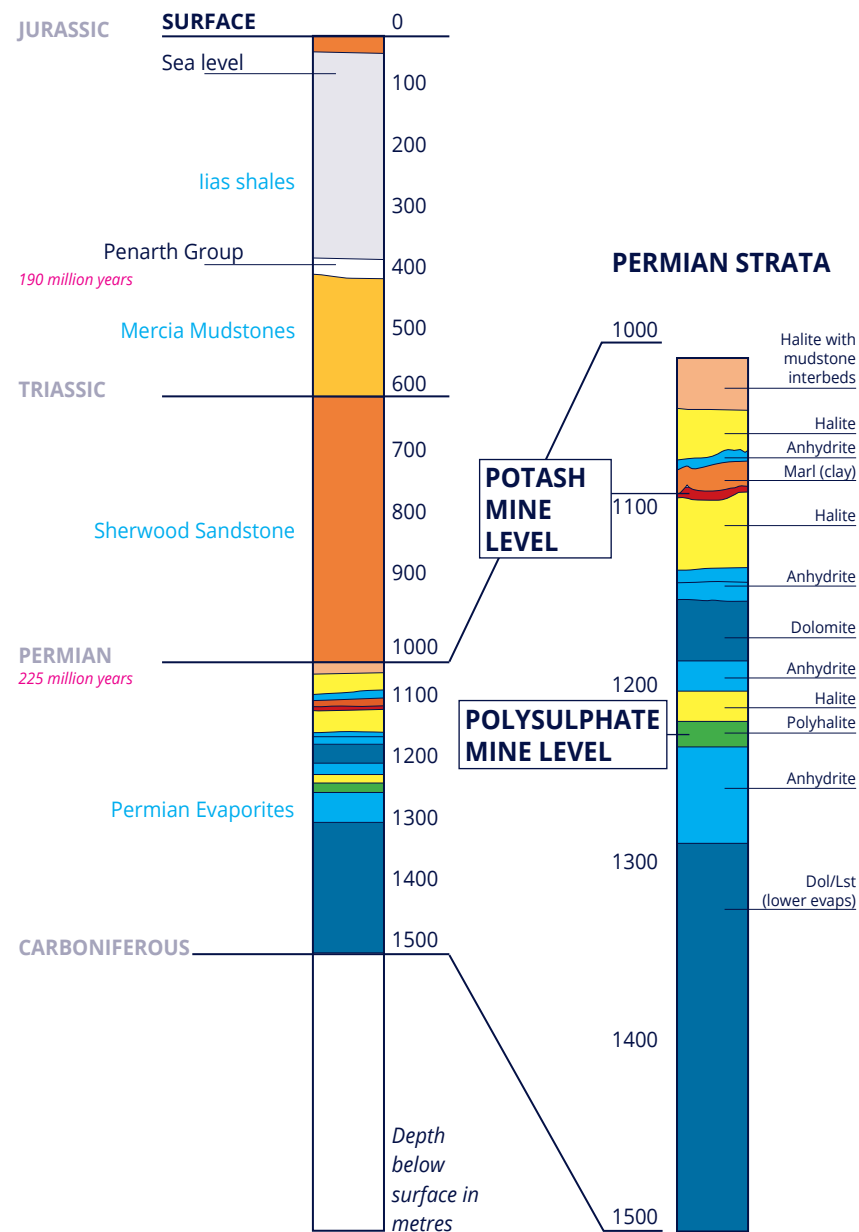 JURASSIC
SURFACE
0
Sea level
100
200
lias shales
300
Penarth Group
400
190 million years
500
Mercia Mudstones
600
TRIASSIC
700
800
Sherwood Sandstone
900
1000
PERMIAN
225 million years
1100
1200
Permian Evaporites
1300
1400
1500
CARBONIFEROUS
Depth
below
surface in
metres
PERMIAN STRATA
1000
Halite with
mudstone
interbeds
Halite
Anhydrite
Marl (clay)
POTASH
MINE
LEVEL
1100
Halite
Anhydrite
Dolomite
Anhydrite
1200
Halite
POLYSULPHATE
MINE LEVEL
Polyhalite
Anhydrite
1300
Dol/Lst
(lower evaps)
1400
1500